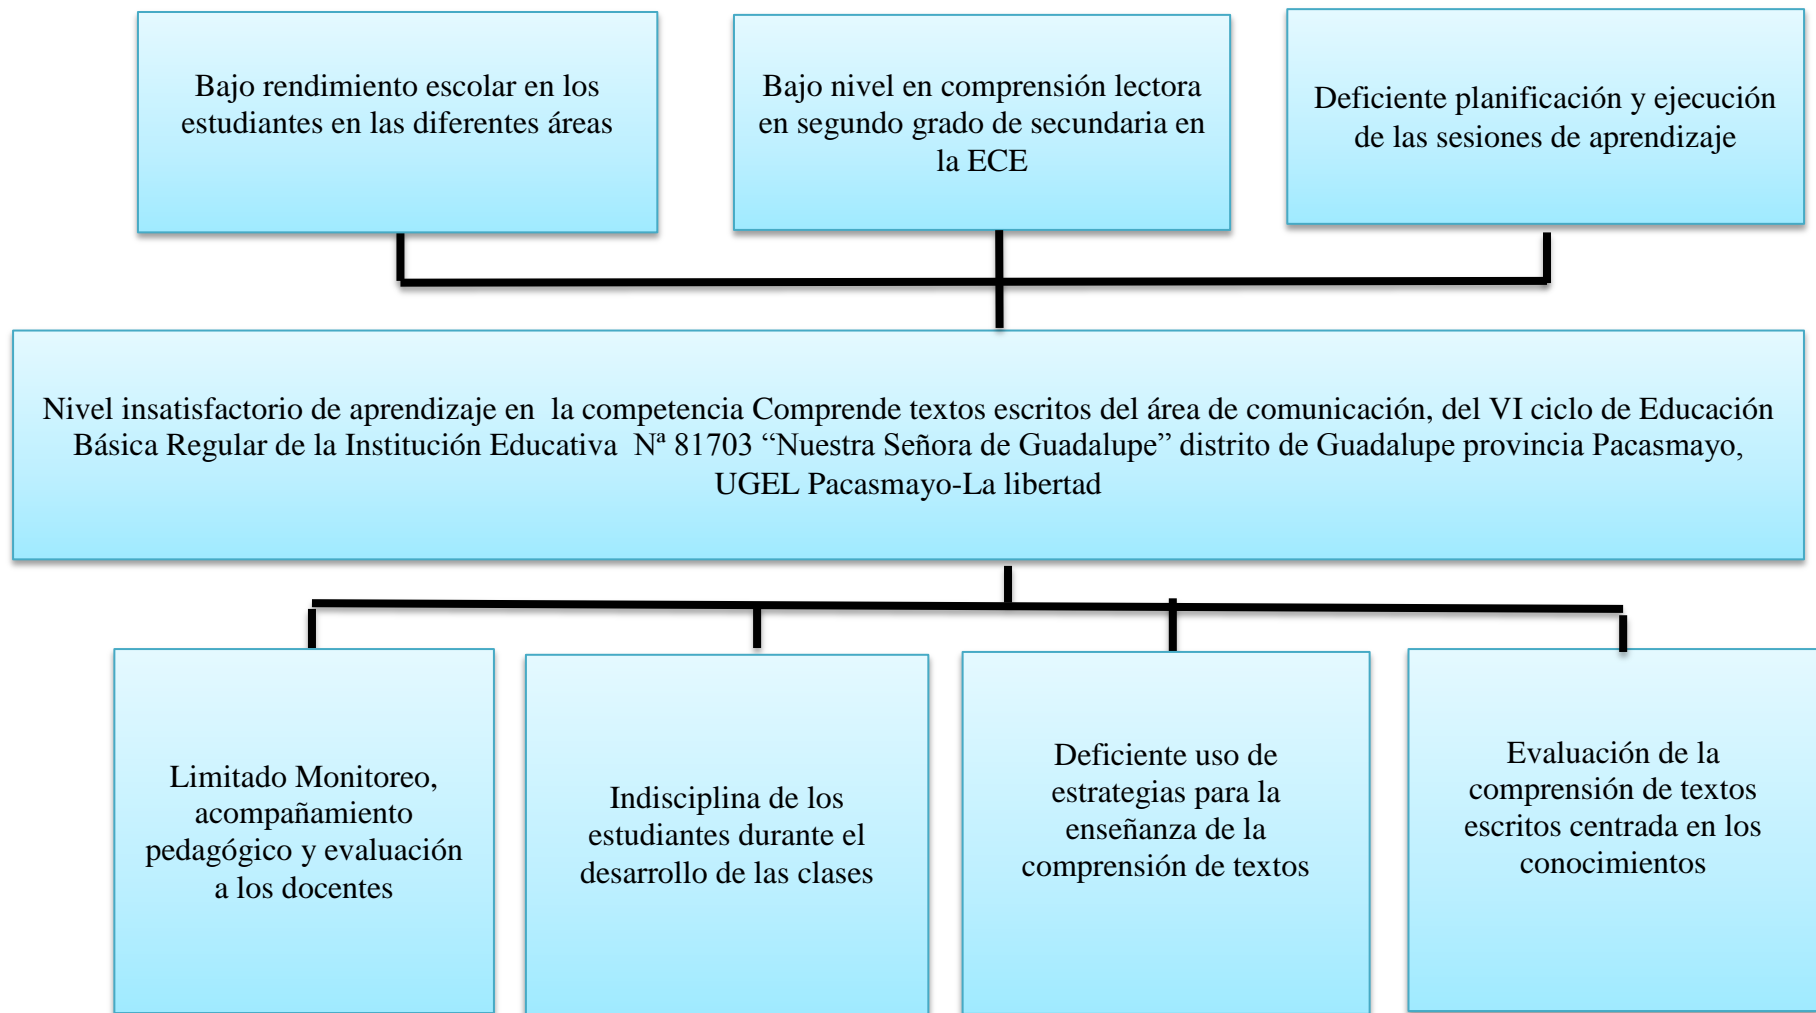 Bajo rendimiento escolar en los
estudiantes en las diferentes áreas
Bajo nivel en comprensión lectora
en segundo grado de secundaria en
la ECE
Deficiente planificación y ejecución
de las sesiones de aprendizaje
Nivel insatisfactorio de aprendizaje en la competencia Comprende textos escritos del área de comunicación, del VI ciclo de Educación
Básica Regular de la Institución Educativa Nª 81703 “Nuestra Señora de Guadalupe” distrito de Guadalupe provincia Pacasmayo,
UGEL Pacasmayo-La libertad
Limitado Monitoreo,
acompañamiento
pedagógico y evaluación
a los docentes
Indisciplina de los
estudiantes durante el
desarrollo de las clases
Deficiente uso de
estrategias para la
enseñanza de la
comprensión de textos
Evaluación de la
comprensión de textos
escritos centrada en los
conocimientos